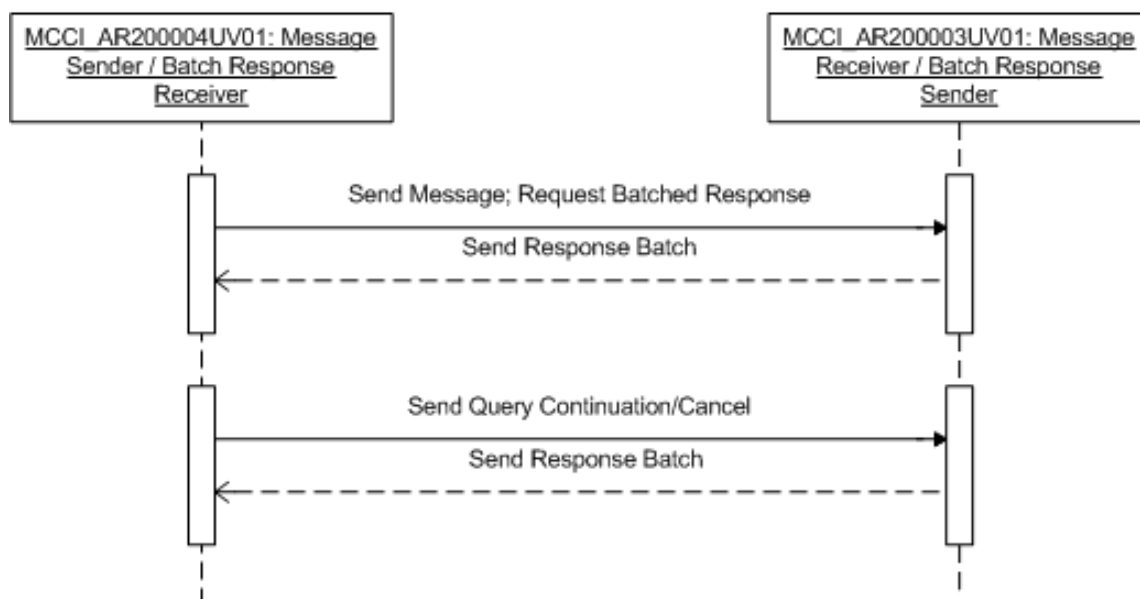 MCCI_AR200004UV01: Message
Sender / Batch Response
Receiver
MCCI_AR200003UV01: Message
Receiver / Batch Response
Sender
Send Message; Request Batched Response
Send Response Batch
Send Query Continuation/Cancel
Send Response Batch